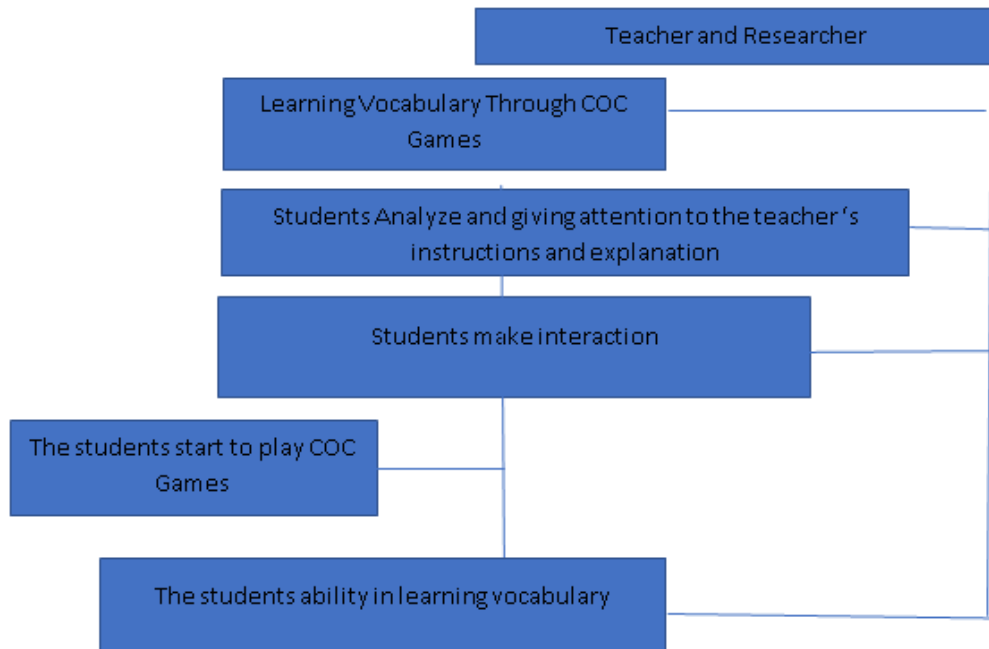 Teacher and Researcher
Learning Vocabulary Through COC
Games
Students Analyze and giving attention to the teacher‘s
instructions and explanation
Students make interaction
The students start to play COC
Games
The students ability in learning vocabulary